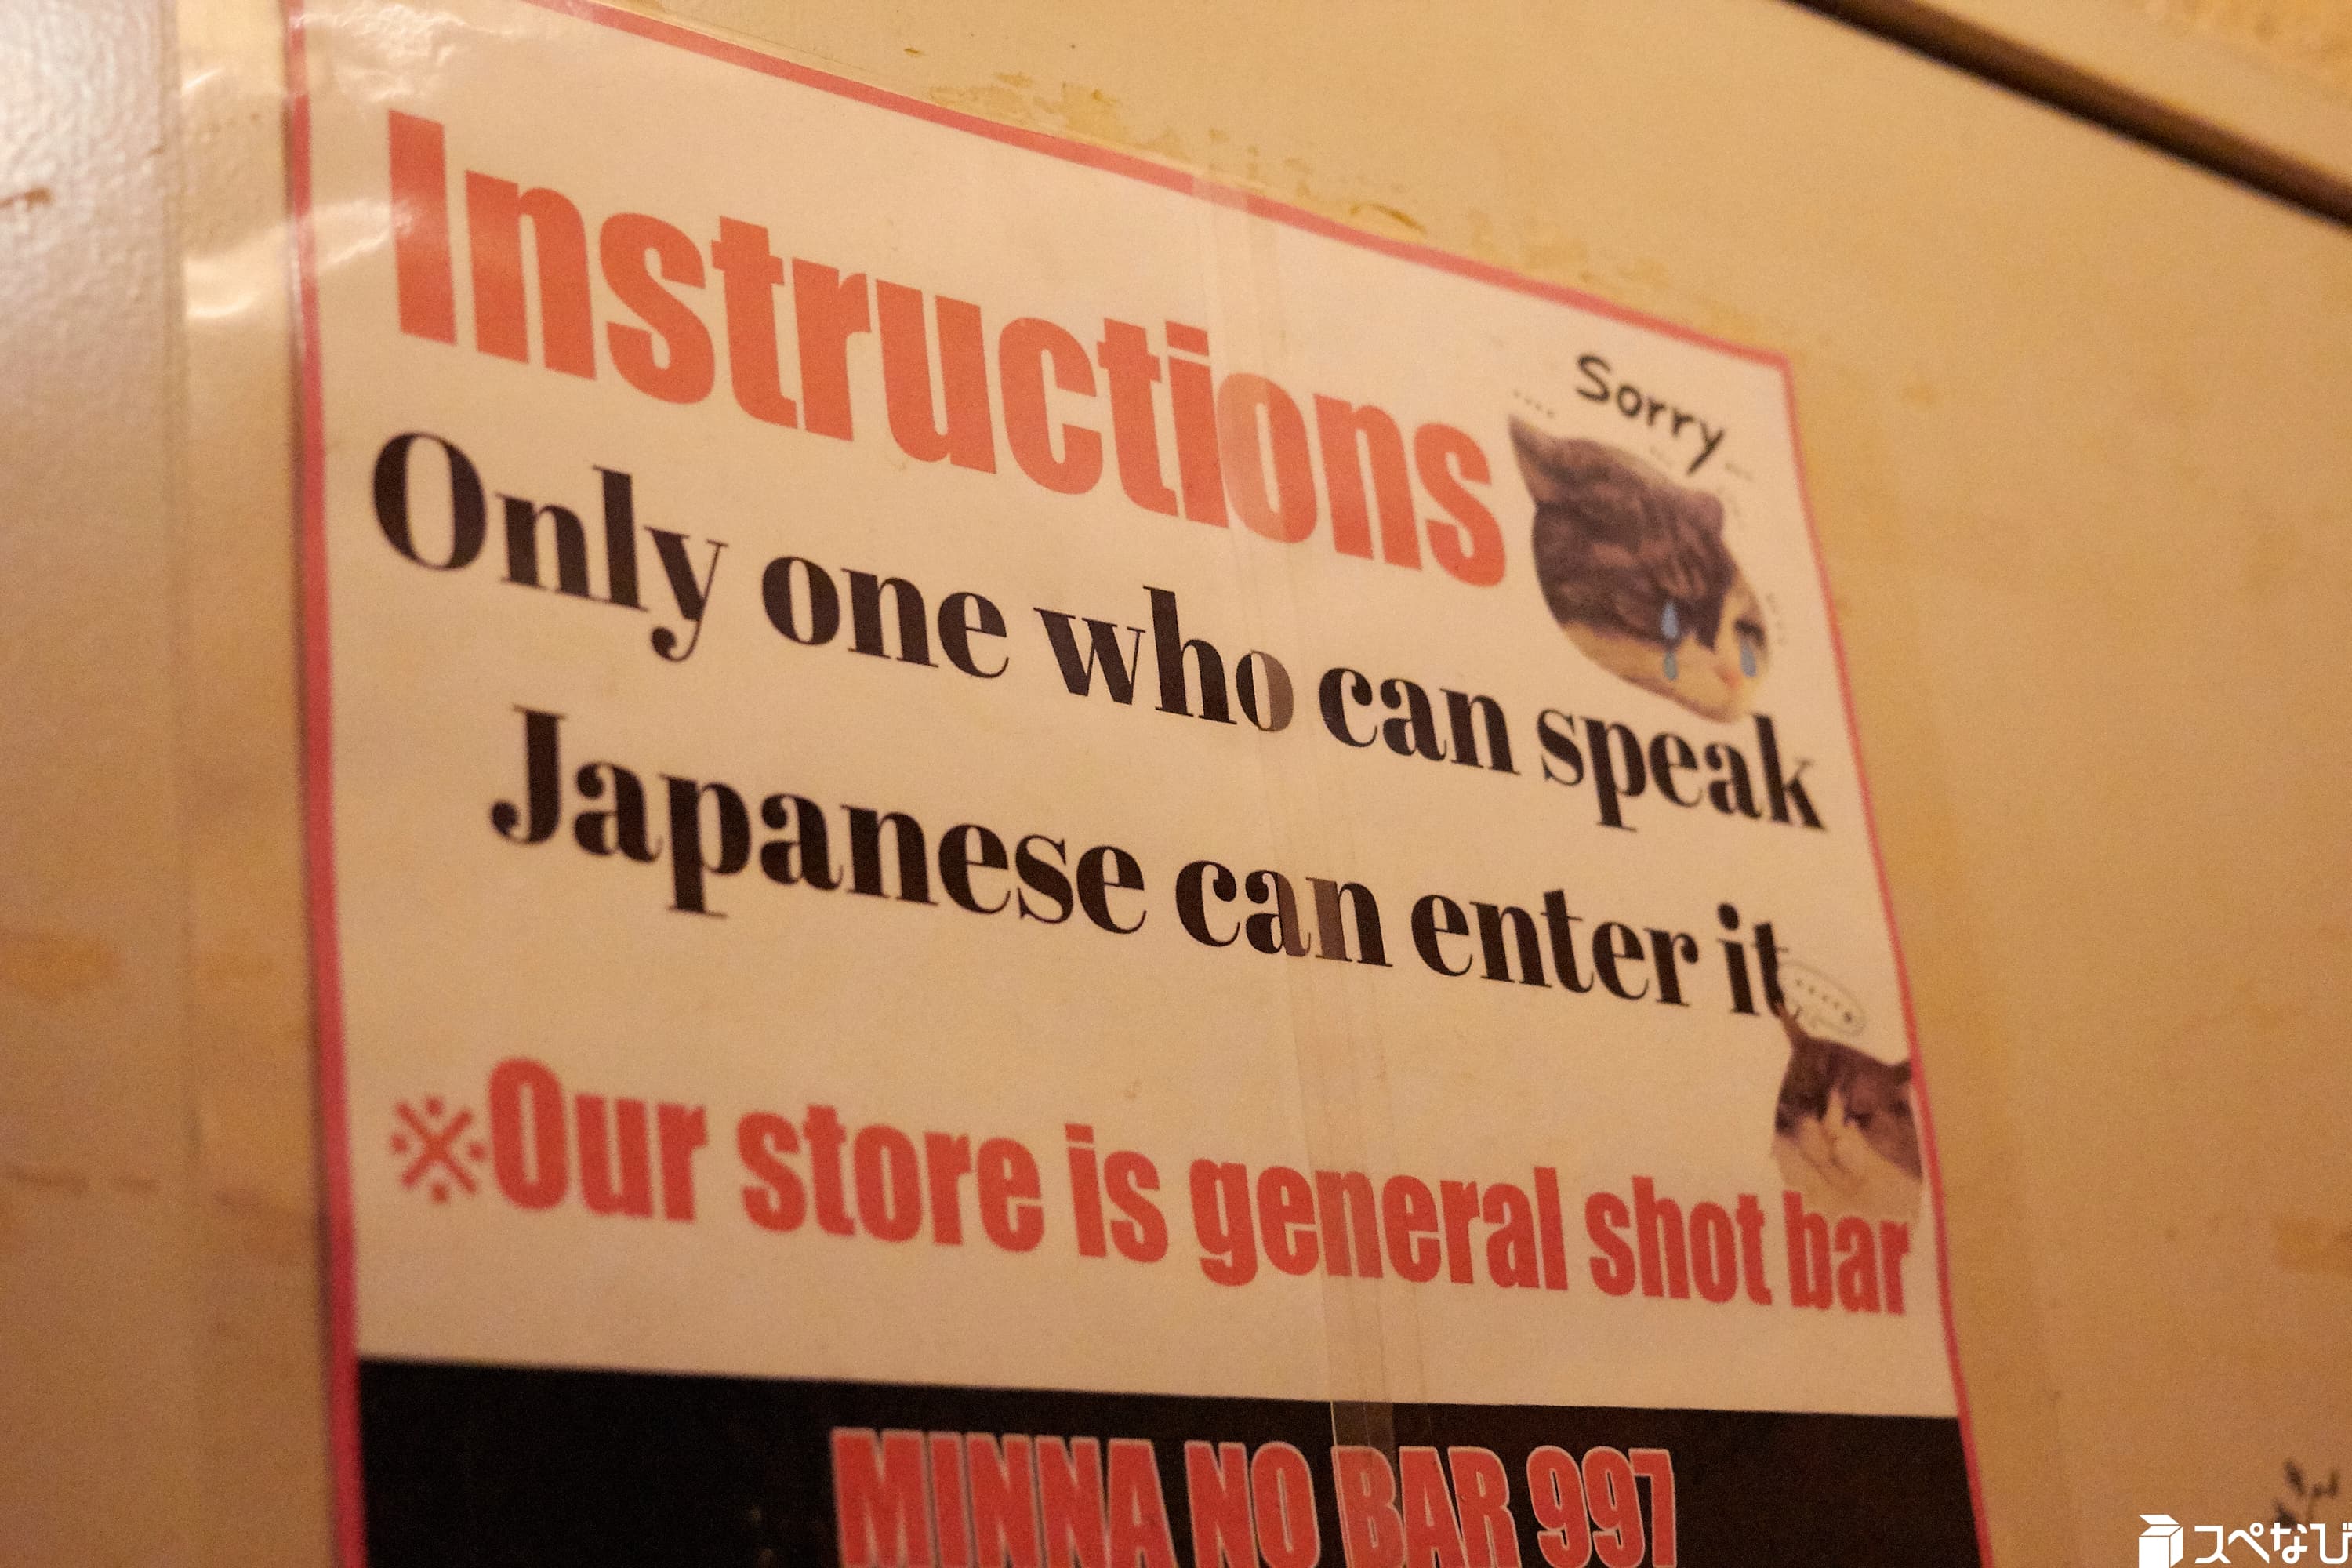 Instructions
Sorry
Only one who can speak
Japanese can enter it
※Our store is general shot bar
MINNA NO BAR 997
スペなび